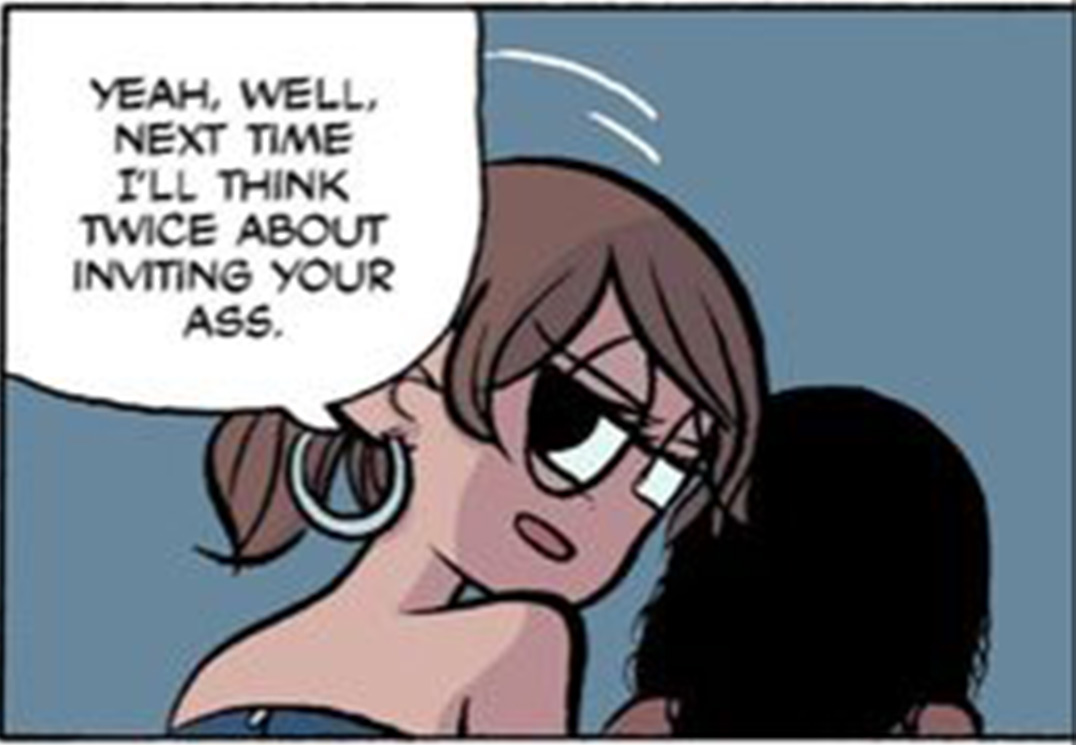 YEAH, WELL,
NEXT TIME
I'LL THINK
TWICE ABOUT
INVITING YOUR
ASS.